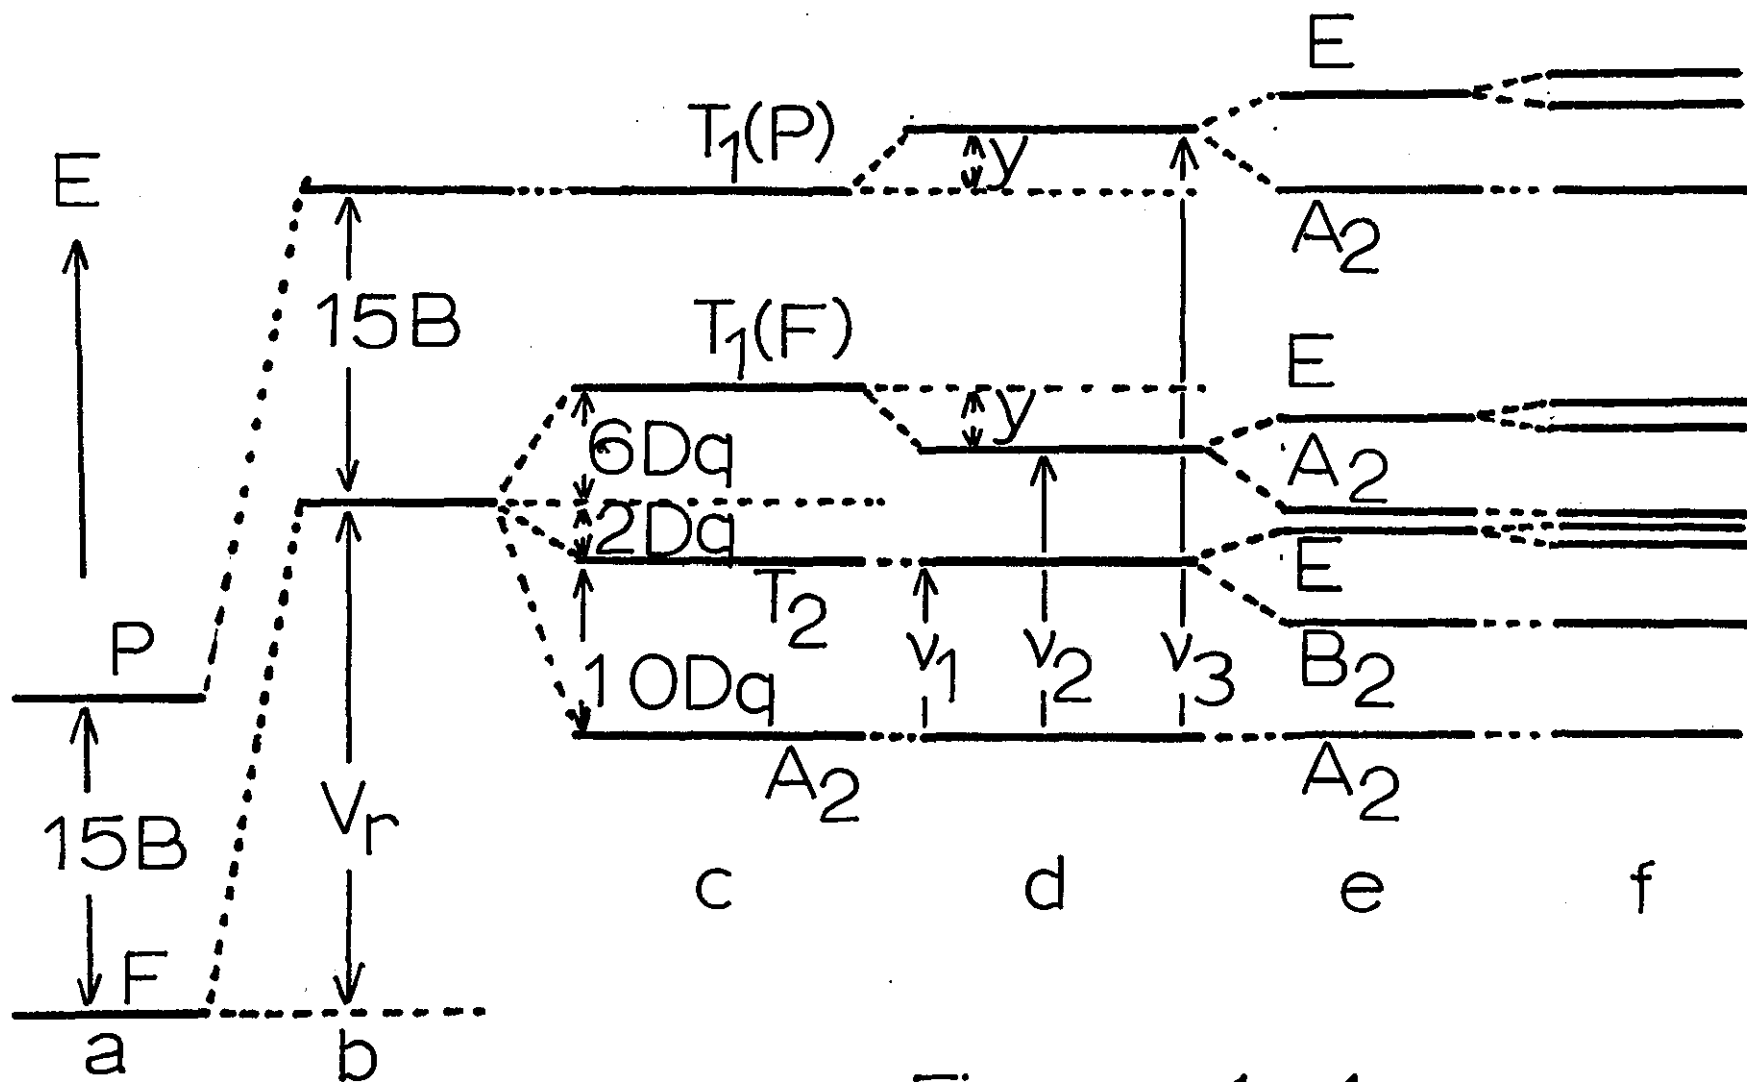 E
T₁(P)
y
E
E
A₂
15B
T₁(F)
y
E
6Dq
A₂
2Dq
E
P
T₂
10Dq
ν₁
ν₂
ν₃
B₂
A₂
A₂
Vr
15B
c
d
e
f
F
a
b